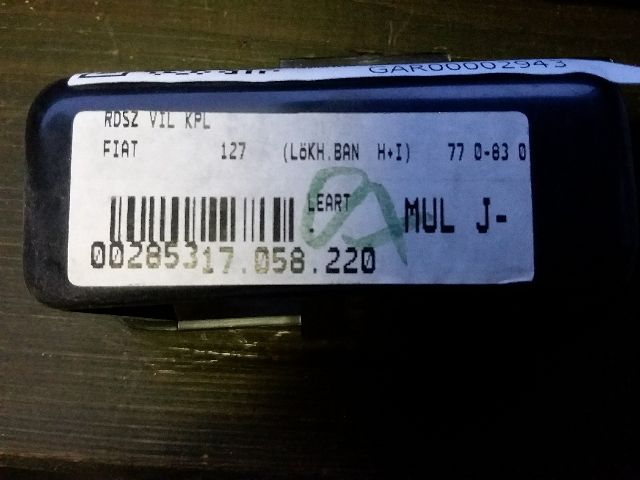 GAR00002943
RDSZ VIL KPL
FIAT 127 (LöKH.BAN H+I) 77 0-83 0
LEART. MUL J-
00285317.058.220